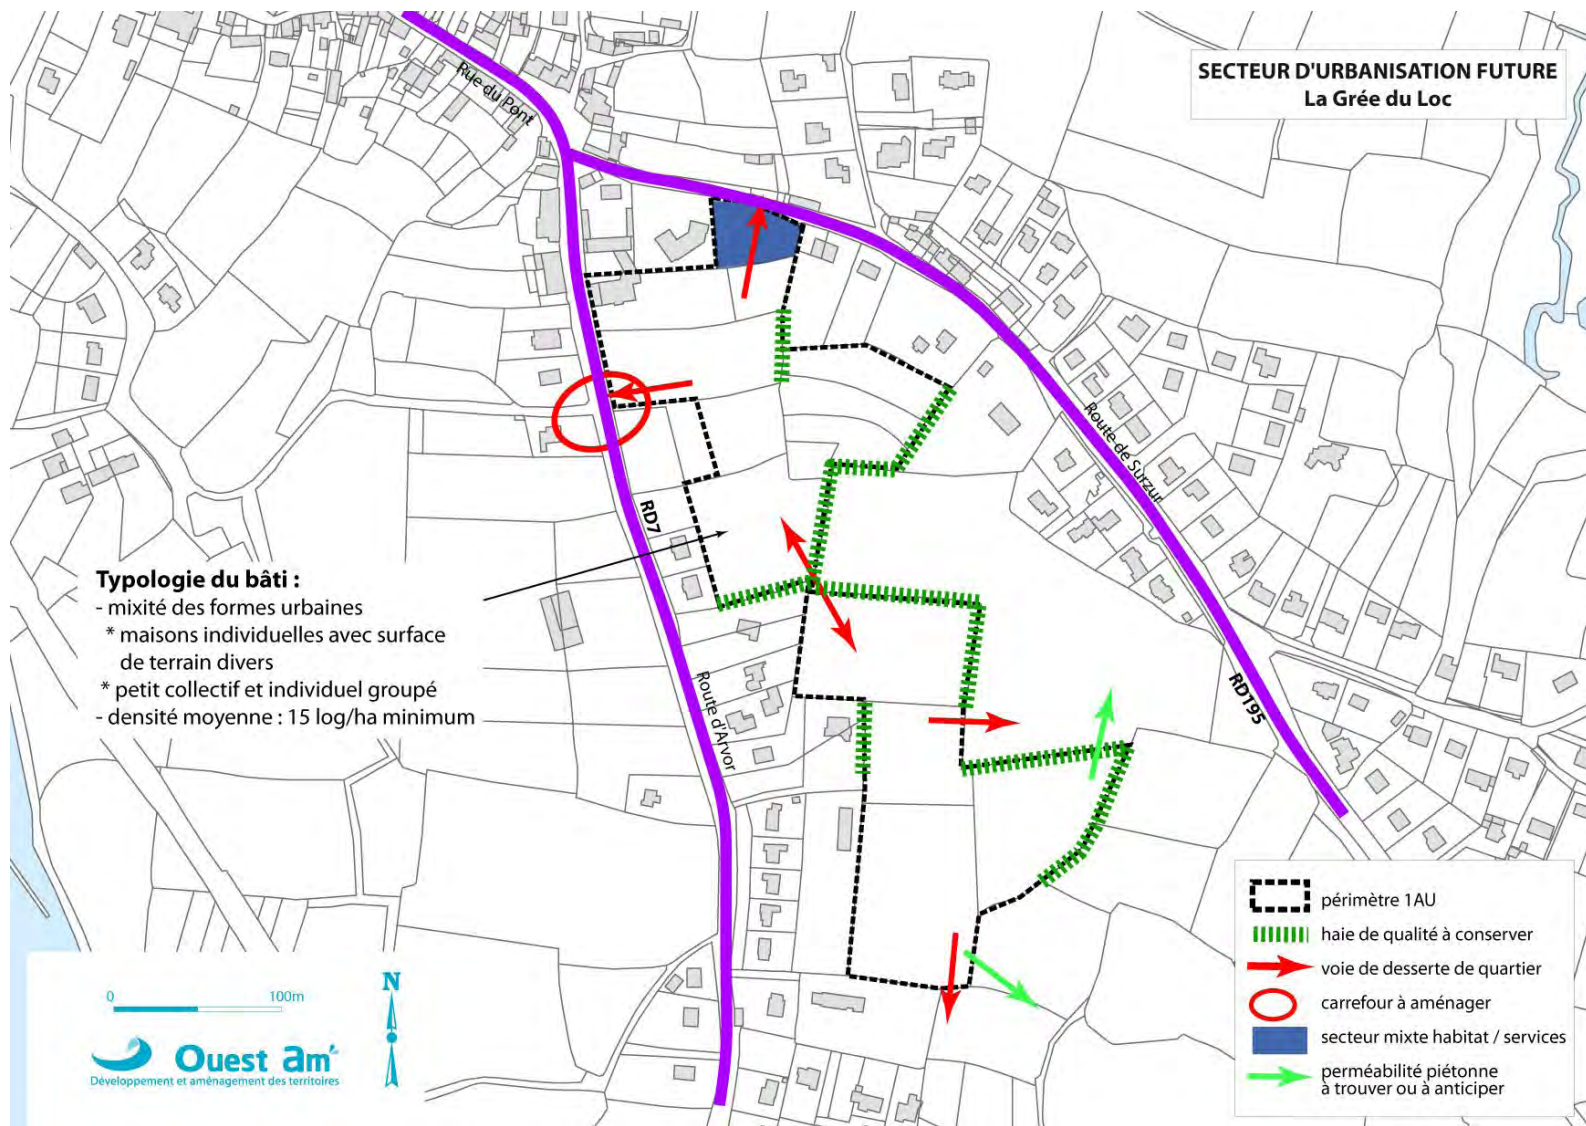 SECTEUR D'URBANISATION FUTURE
La Grée du Loc
Rue du Pont
Route de Surzur
RD7
Typologie du bâti :
- mixité des formes urbaines
* maisons individuelles avec surface
de terrain divers
* petit collectif et individuel groupé
- densité moyenne : 15 log/ha minimum
Route d'Arvor
RD195
périmètre 1AU
haie de qualité à conserver
voie de desserte de quartier
carrefour à aménager
secteur mixte habitat / services
perméabilité piétonne
à trouver ou à anticiper
N
0 100m
Ouest am'
Développement et aménagement des territoires